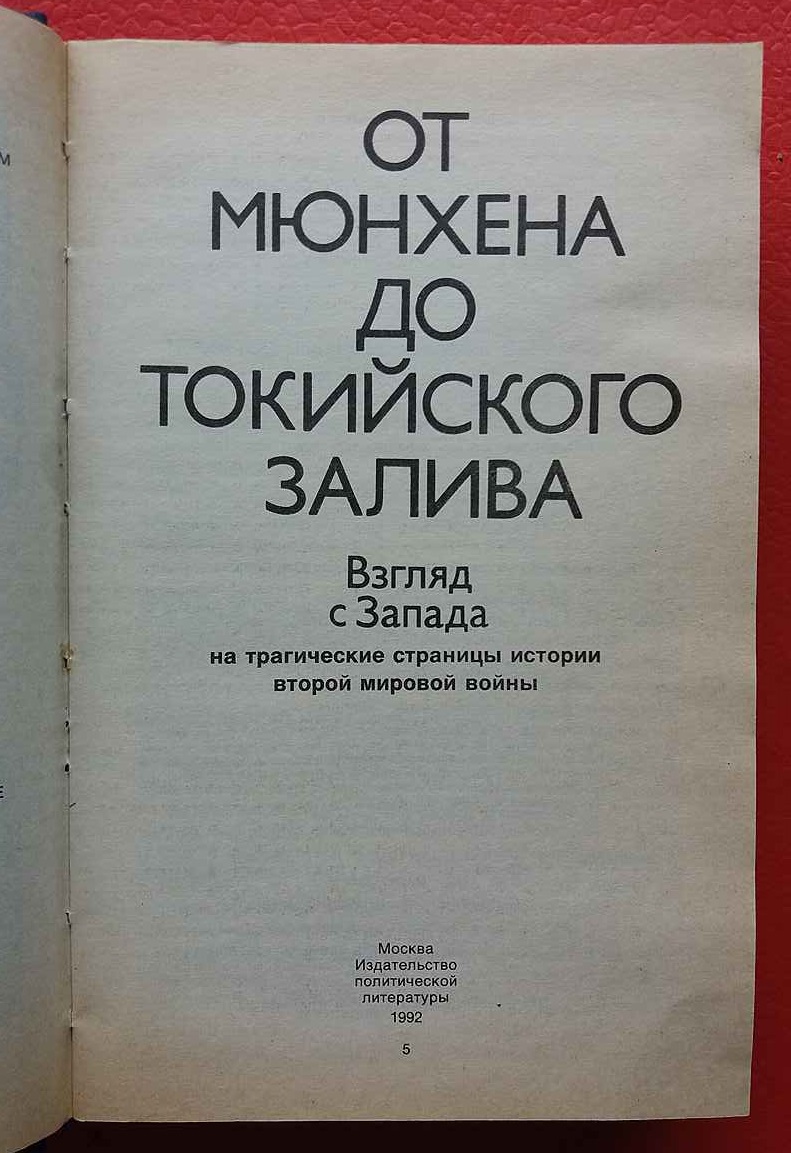 ОТ
МЮНХЕНА
ДО
ТОКИЙСКОГО
ЗАЛИВА
Взгляд
с Запада
на трагические страницы истории
второй мировой войны
Москва
Издательство
политической
литературы
1992
5